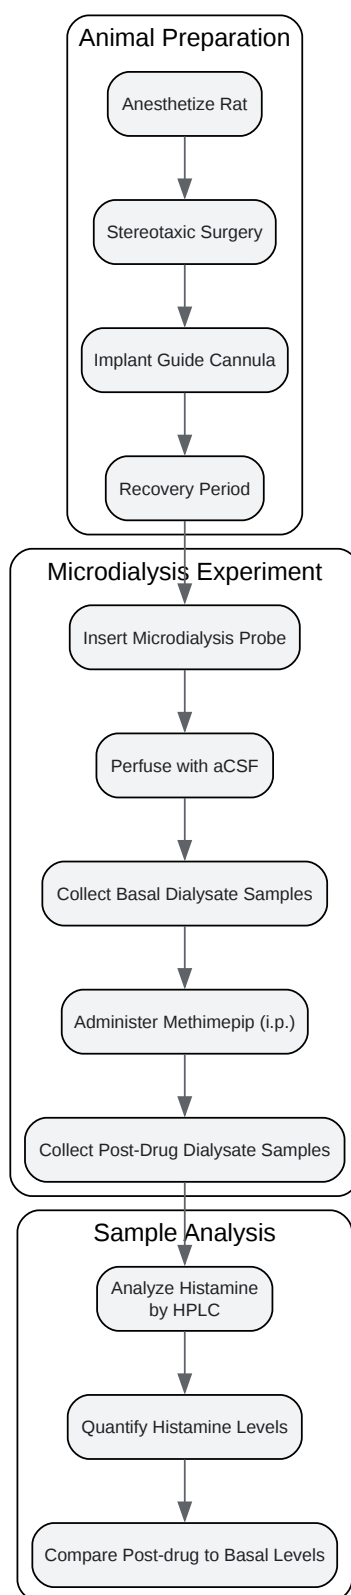 Animal Preparation
Anesthetize Rat
Stereotaxic Surgery
Implant Guide Cannula
Recovery Period
Microdialysis Experiment
Insert Microdialysis Probe
Perfuse with aCSF
Collect Basal Dialysate Samples
Administer Methimepip (i.p.)
Collect Post-Drug Dialysate Samples
Sample Analysis
Analyze Histamine
by HPLC
Quantify Histamine Levels
Compare Post-drug to Basal Levels